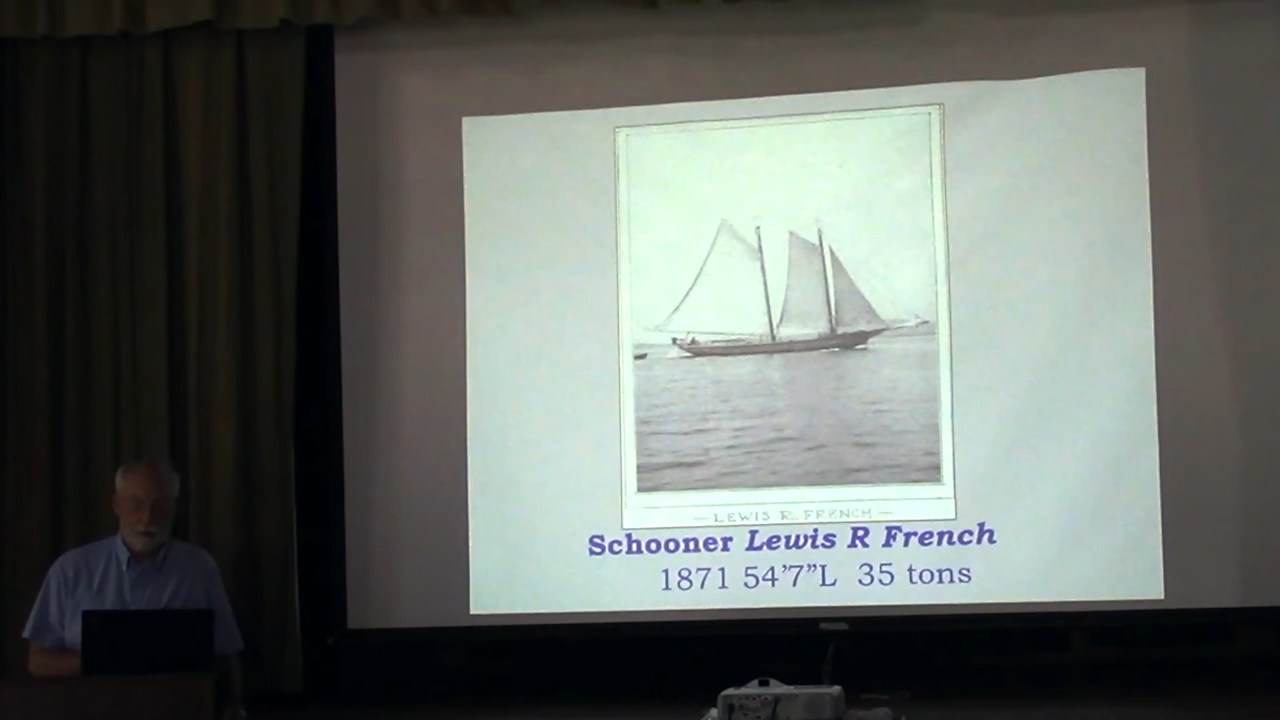 — LEWIS R. FRENCH —
Schooner Lewis R French
1871 54’7”L 35 tons